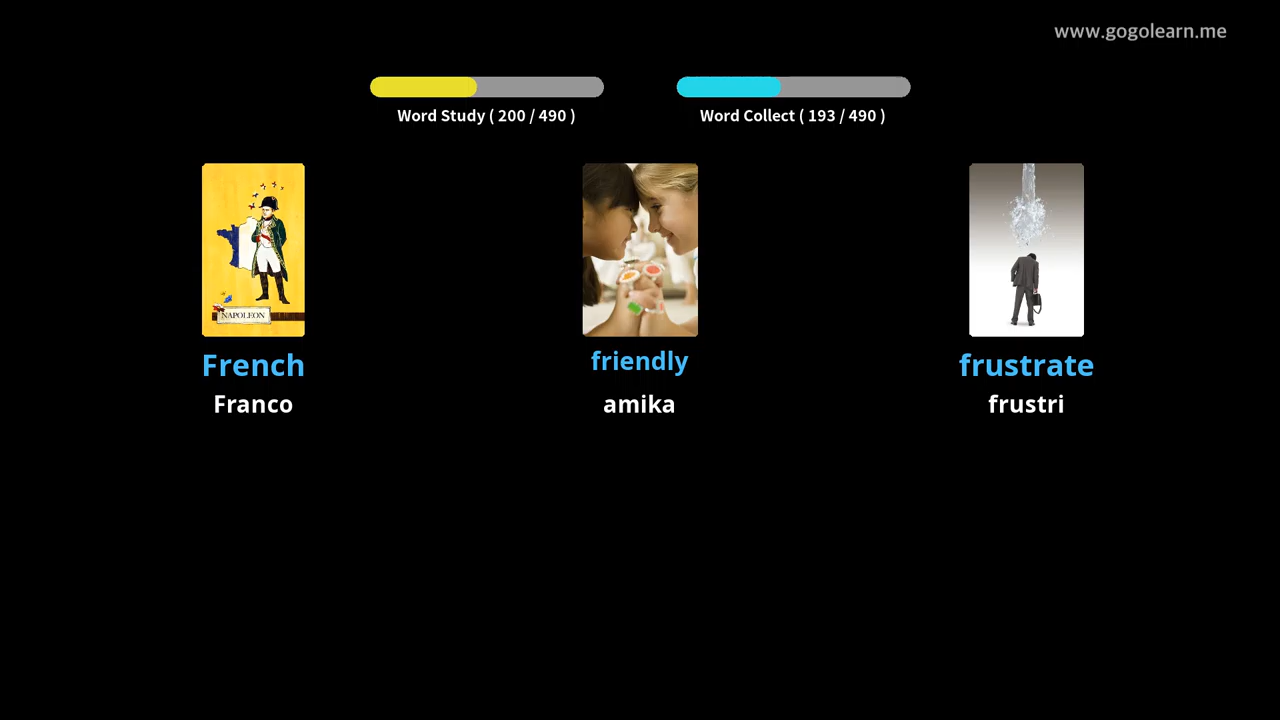 www.gogolearn.me
Word Study ( 200 / 490 )
Word Collect ( 193 / 490 )
NAPOLEON
French
friendly
frustrate
Franco
amika
frustri